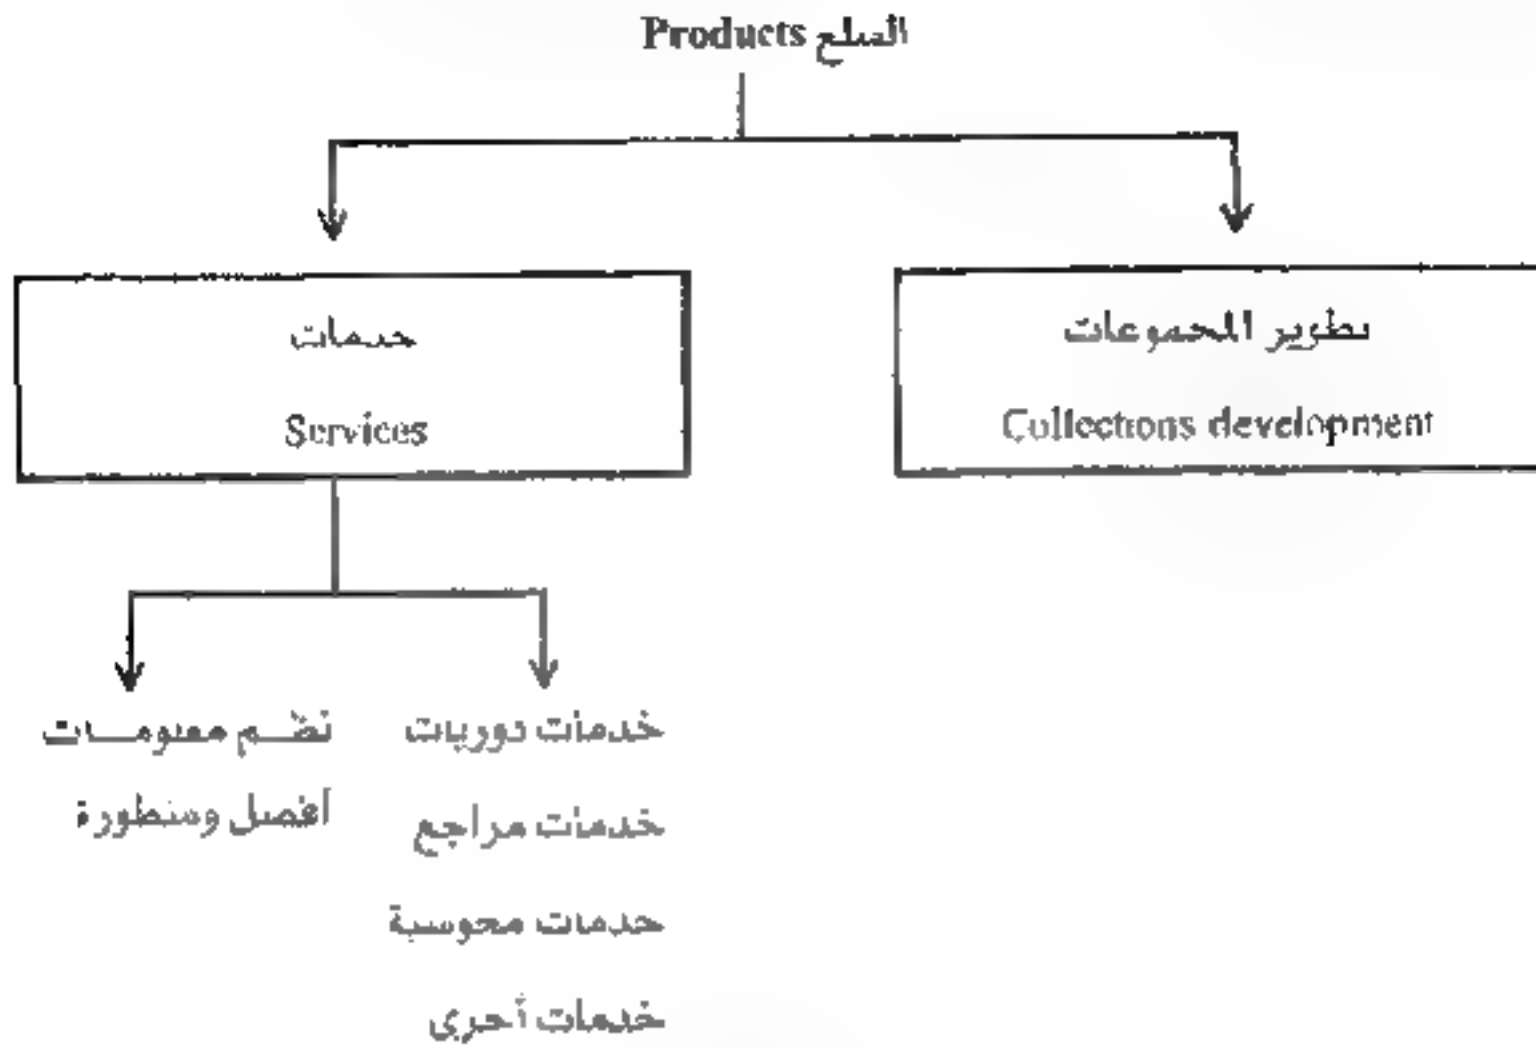 السلع Products
تطوير المجموعات
Collections development
خدمات
Services
خدمات دوريات
خدمات مراجع
خدمات محوسبة
خدمات أخرى
نظم معلومات
أفضل ومتطورة